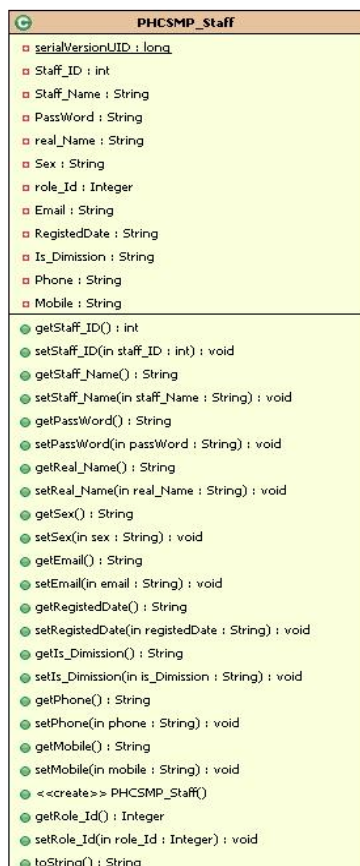 PHCSMP_Staff
serialVersionUID : long
Staff_ID : int
Staff_Name : String
PassWord : String
real_Name : String
Sex : String
role_Id : Integer
Email : String
RegistedDate : String
Is_Dimission : String
Phone : String
Mobile : String
getStaff_ID() : int
setStaff_ID(in staff_ID : int) : void
getStaff_Name() : String
setStaff_Name(in staff_Name : String) : void
getPassWord() : String
setPassWord(in passWord : String) : void
getReal_Name() : String
setReal_Name(in real_Name : String) : void
getSex() : String
setSex(in sex : String) : void
getEmail() : String
setEmail(in email : String) : void
getRegistedDate() : String
setRegistedDate(in registedDate : String) : void
getIs_Dimission() : String
setIs_Dimission(in is_Dimission : String) : void
getPhone() : String
setPhone(in phone : String) : void
getMobile() : String
setMobile(in mobile : String) : void
<<create>> PHCSMP_Staff()
getRole_Id() : Integer
setRole_Id(in role_Id : Integer) : void
toString() : String